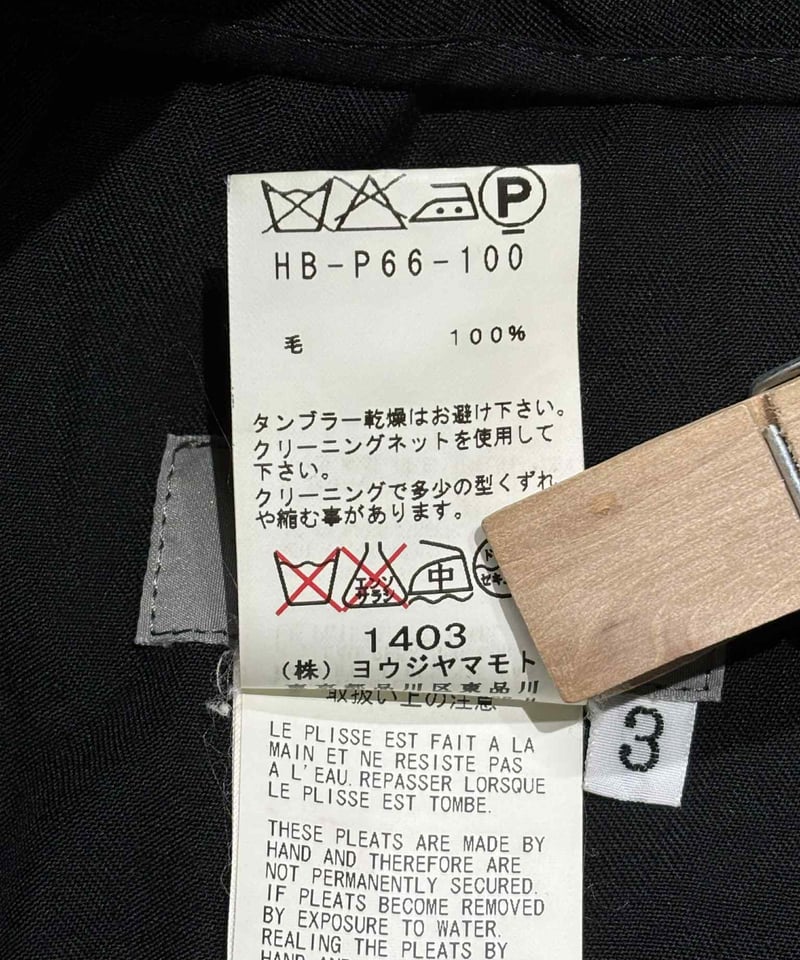 P
HB-P66-100
毛 100%
タンブラー乾燥はお避け下さい。
クリーニングネットを使用して
下さい。
クリーニングで多少の型くずれ
や縮む事があります。
エンソ
サラシ
中
ド
ゼキ
1403
(株) ヨウジヤマモト
取扱い上の注意
3
LE PLISSE EST FAIT A LA
MAIN ET NE RESISTE PAS
A L'EAU. REPASSER LORSQUE
LE PLISSE EST TOMBE.
THESE PLEATS ARE MADE BY
HAND AND THEREFORE ARE
NOT PERMANENTLY SECURED.
IF PLEATS BECOME REMOVED
BY EXPOSURE TO WATER.
REALING THE PLEATS BY
HAND AND